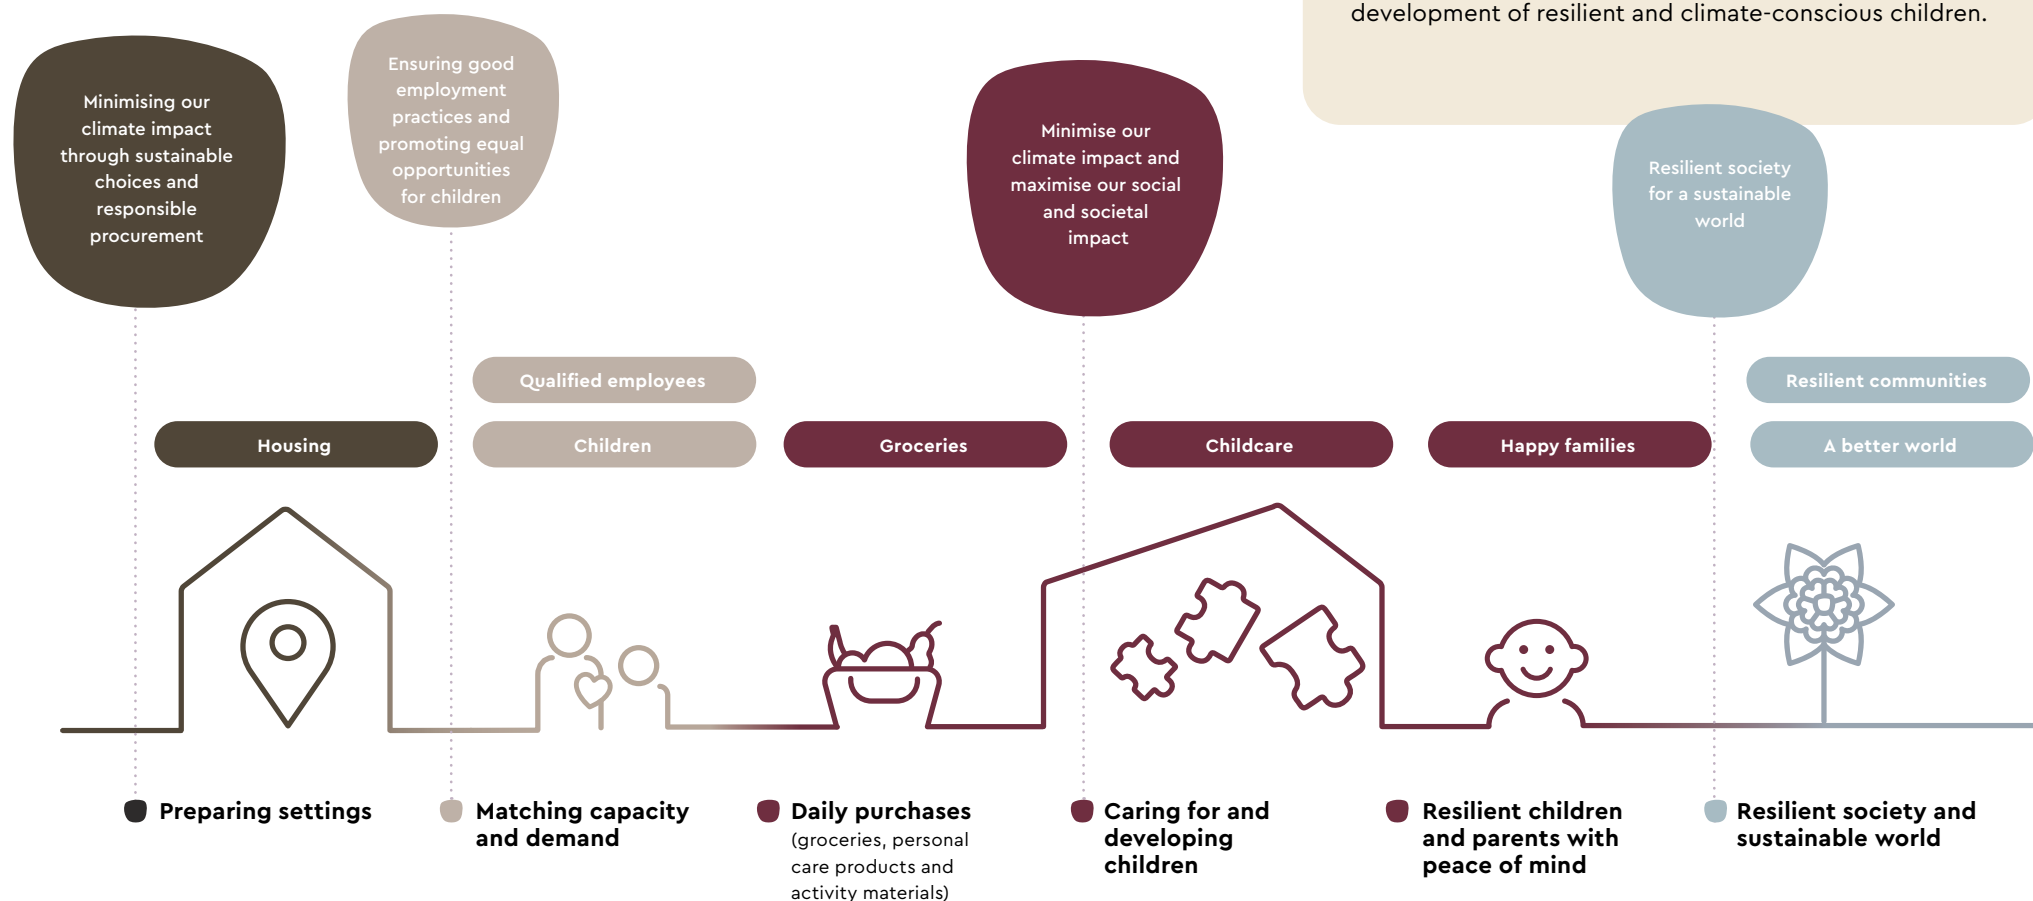 development of resilient and climate-conscious children.
Minimising our
climate impact
through sustainable
choices and
responsible
procurement
Ensuring good
employment
practices and
promoting equal
opportunities
for children
Minimise our
climate impact and
maximise our social
and societal
impact
Resilient society
for a sustainable
world
Qualified employees
Resilient communities
Housing
Children
Groceries
Childcare
Happy families
A better world
Preparing settings
Matching capacity
and demand
Daily purchases
(groceries, personal
care products and
activity materials)
Caring for and
developing
children
Resilient children
and parents with
peace of mind
Resilient society and
sustainable world